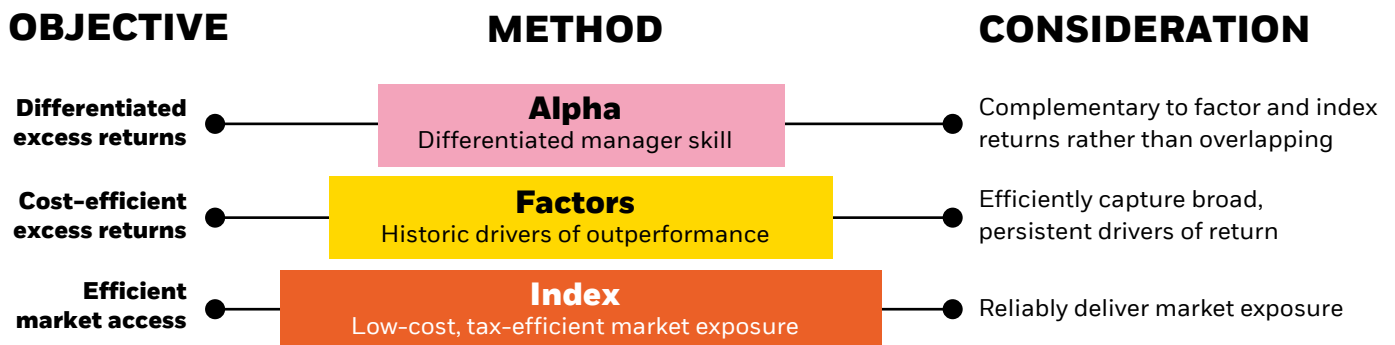 OBJECTIVE
METHOD
CONSIDERATION
Differentiated
excess returns
Alpha
Differentiated manager skill
Complementary to factor and index
returns rather than overlapping
Cost-efficient
excess returns
Factors
Historic drivers of outperformance
Efficiently capture broad,
persistent drivers of return
Efficient
market access
Index
Low-cost, tax-efficient market exposure
Reliably deliver market exposure